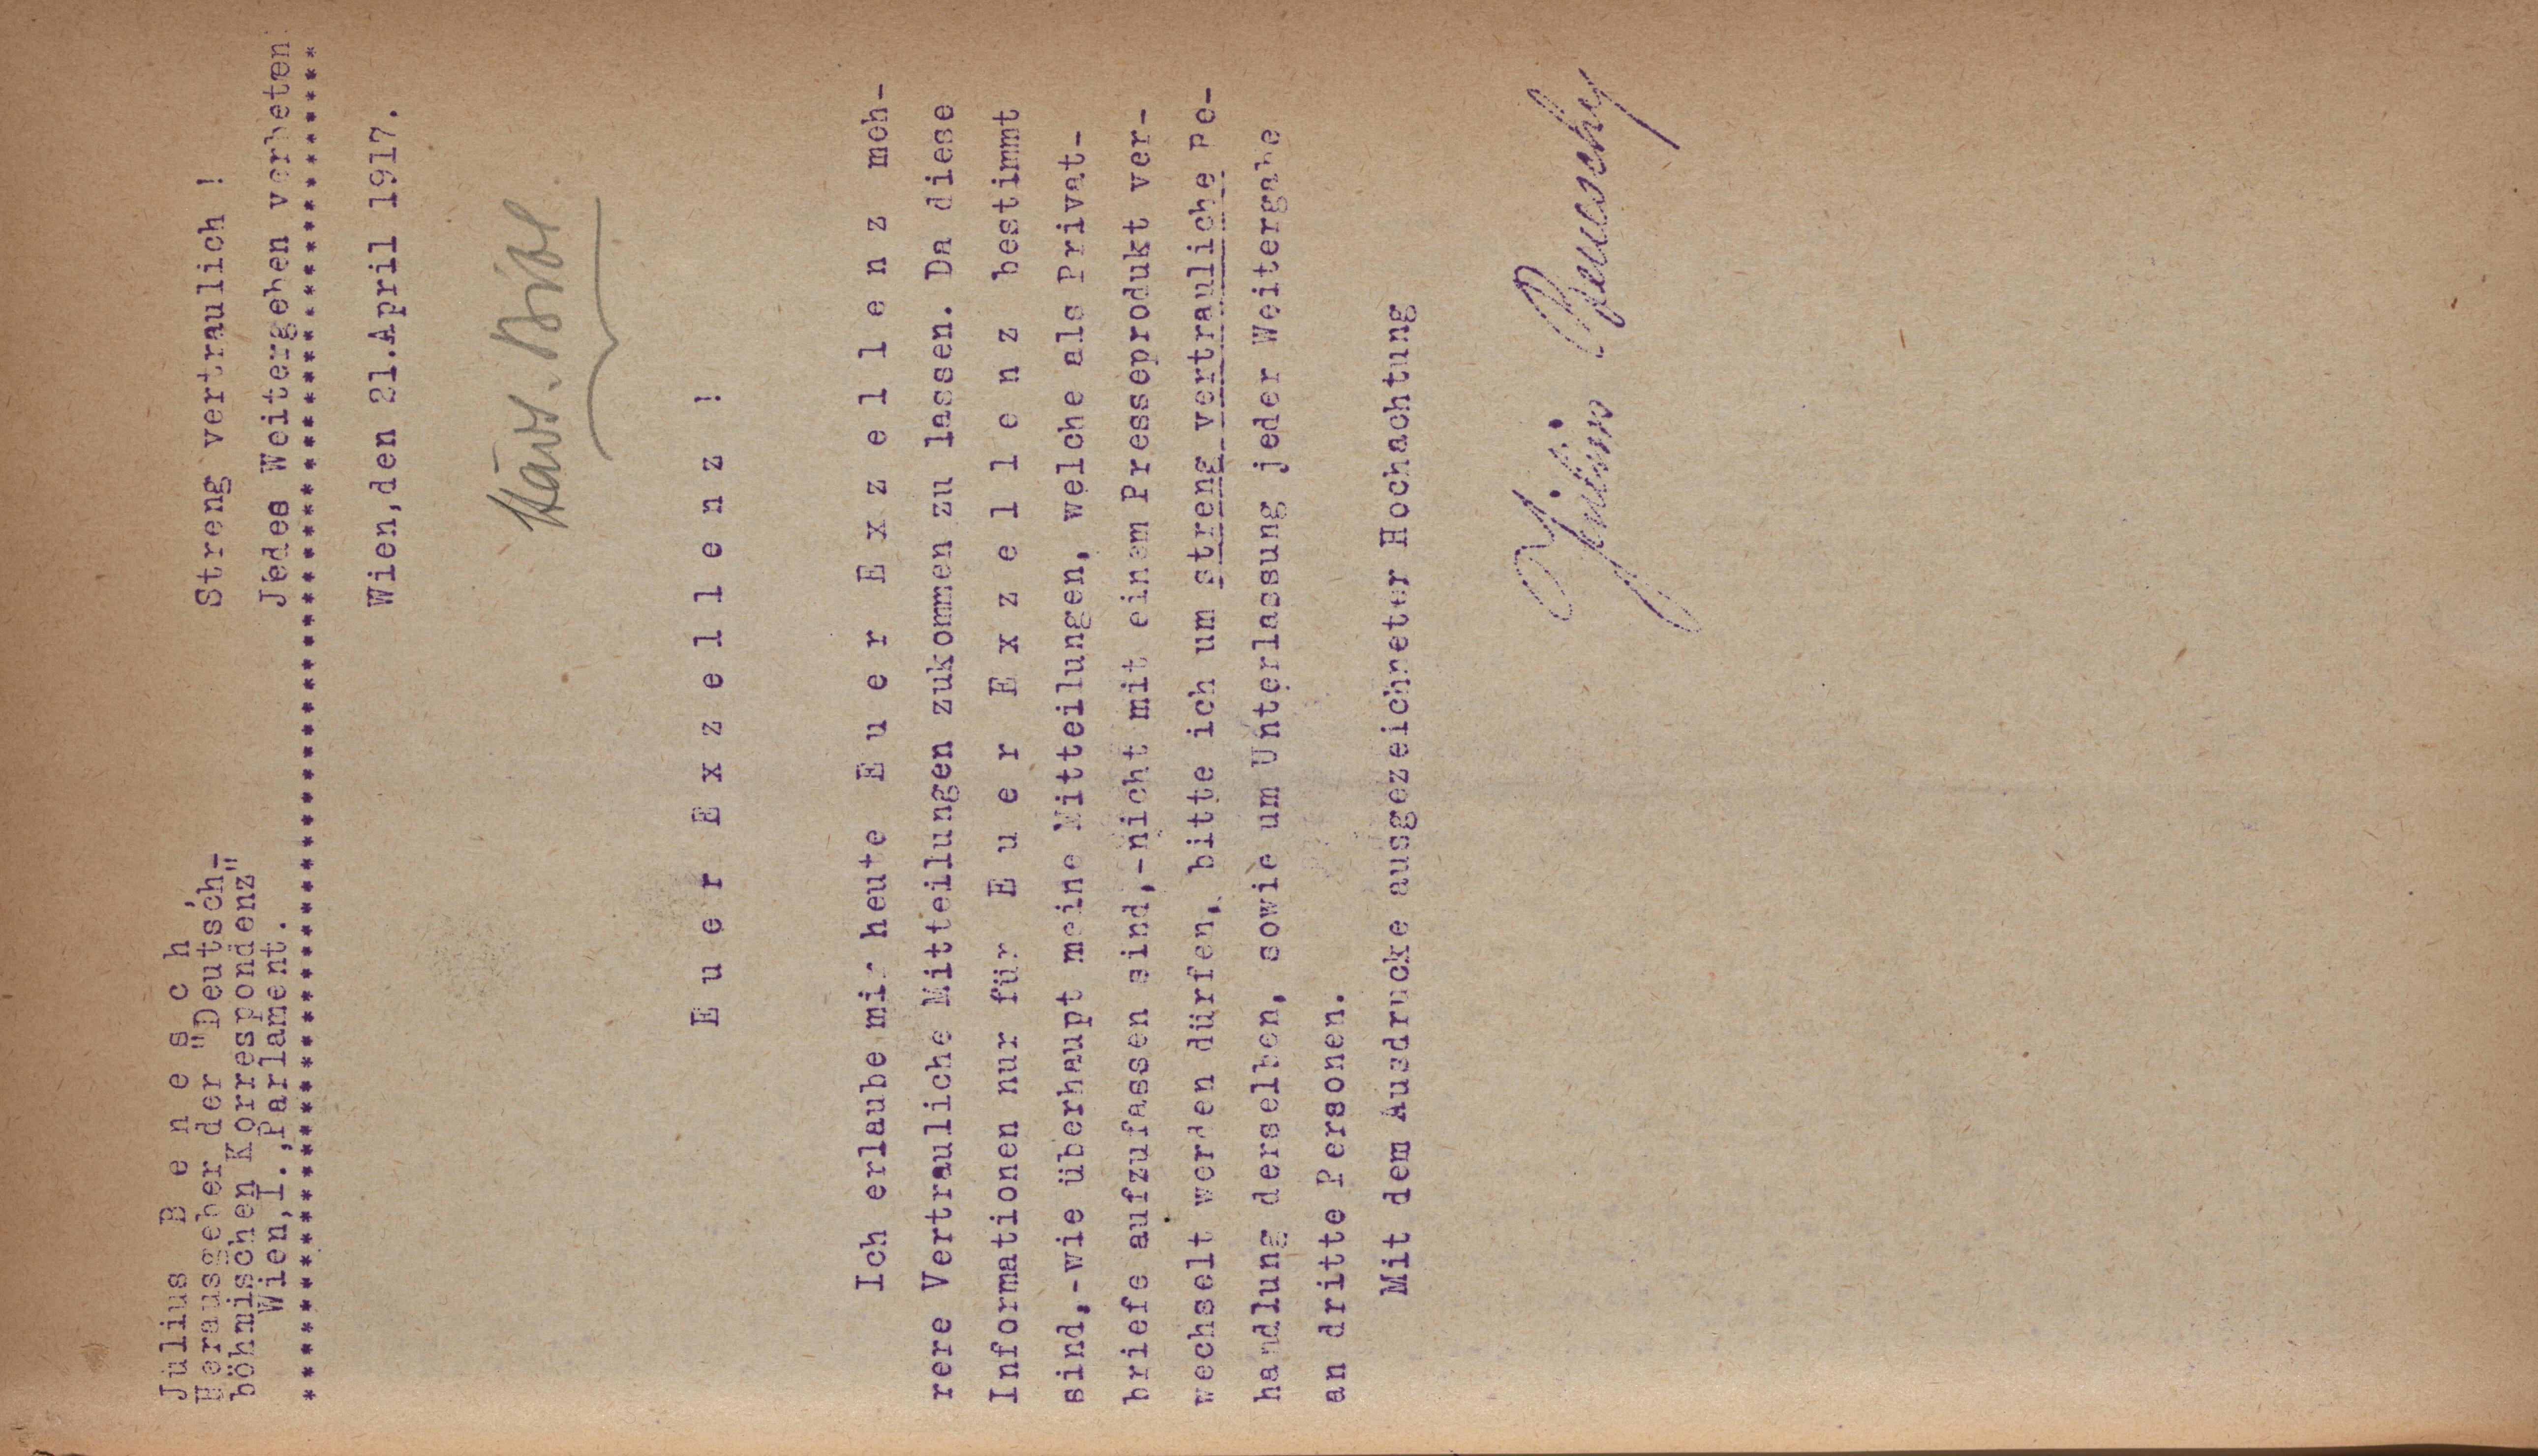 Julius B e n e s c h ,
Herausgeber der "Deutsch-
böhmischen Korrespondenz"
Wien,I.,Parlament.
Streng vertraulich !
Jedes Weitergeben verbeten
Wien,den 21.April 1917.
E u e r E x z e l l e n z !
Ich erlaube mir heute E u e r E x z e l l e n z meh-
rere Vertrauliche Mitteilungen zukommen zu lassen. Da diese
Informationen nur für E u e r E x z e l l e n z bestimmt
sind,-wie überhaupt meine Mitteilungen, welche als Privat-
briefe aufzufassen sind,-nicht mit einem Presseprodukt ver-
wechselt werden dürfen, bitte ich um streng vertrauliche Be-
handlung derselben, sowie um Unterlassung jeder Weitergabe
an dritte Personen.
Mit dem Ausdrucke ausgezeichneter Hochachtung
Julius Benesch